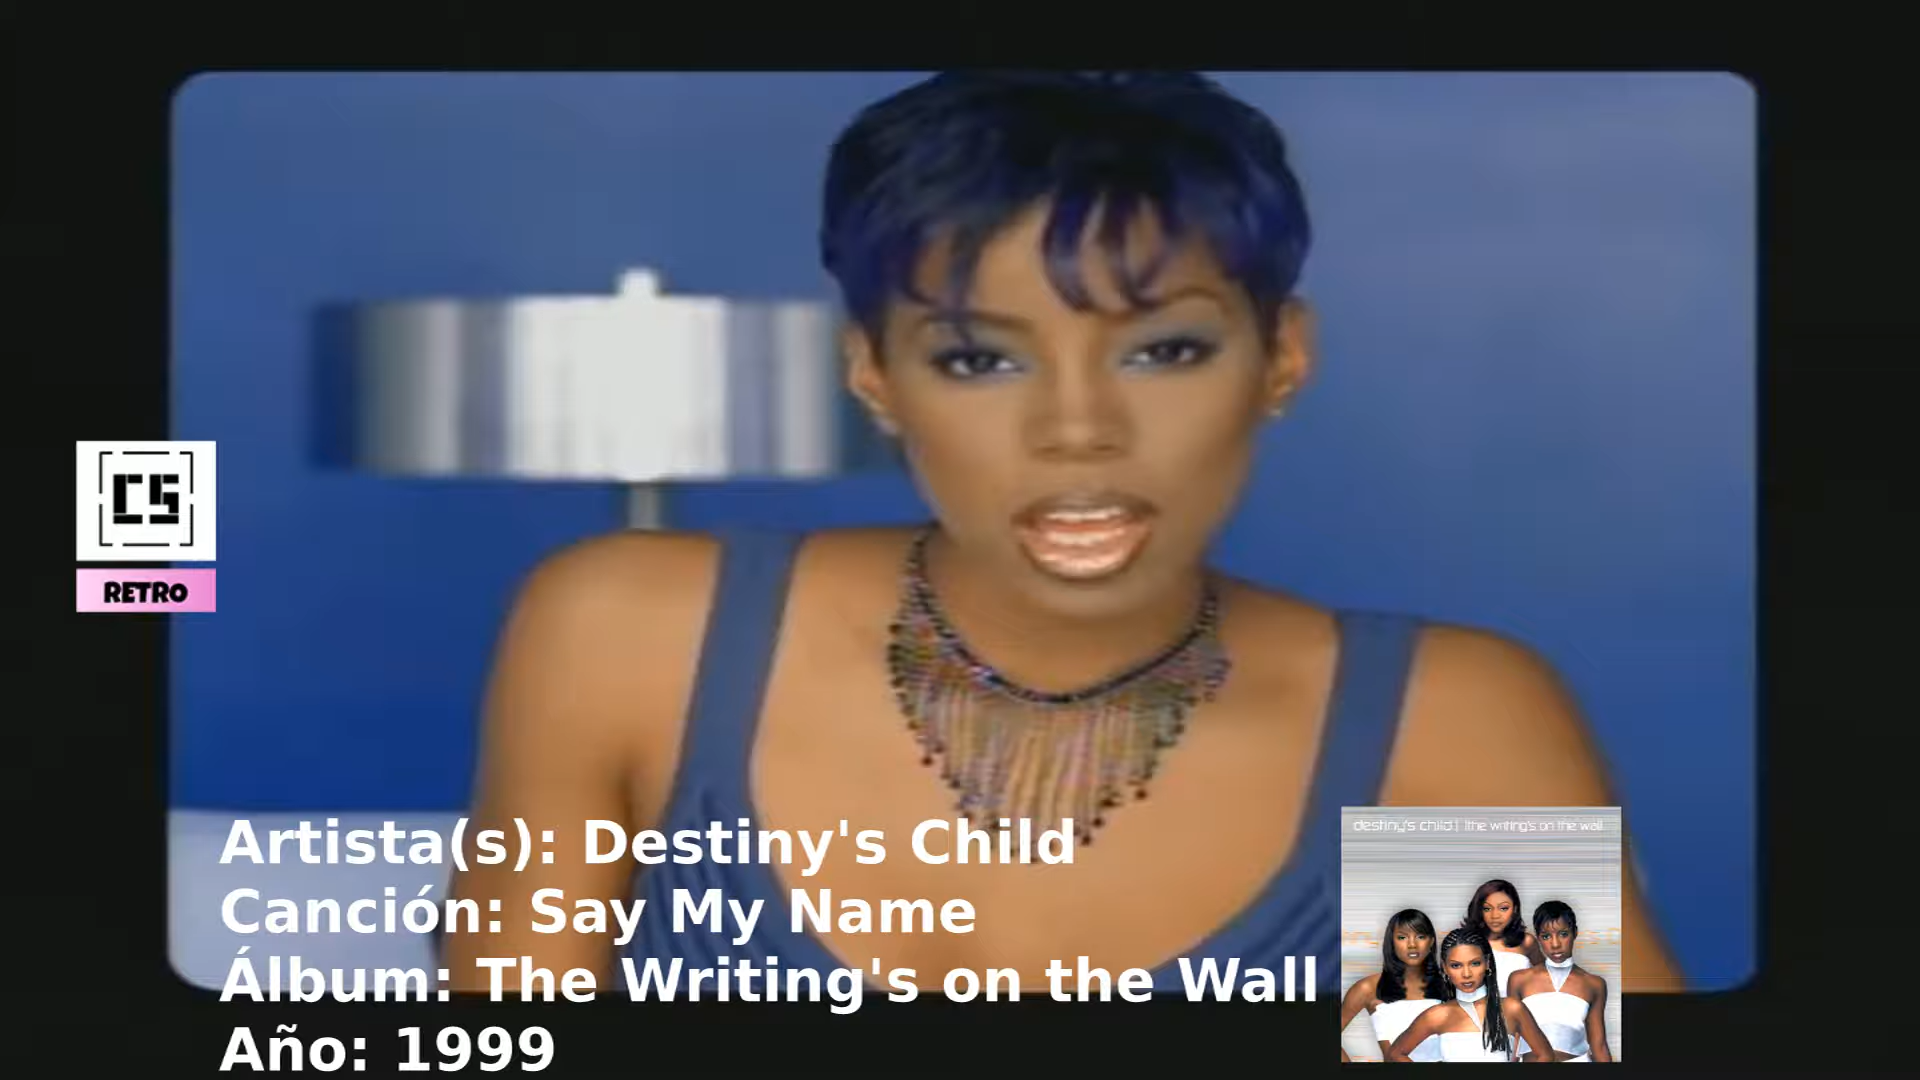 CS
RETRO
Artista(s): Destiny's Child
Canción: Say My Name
Álbum: The Writing's on the Wall
Año: 1999
destiny's child | the writing's on the wall